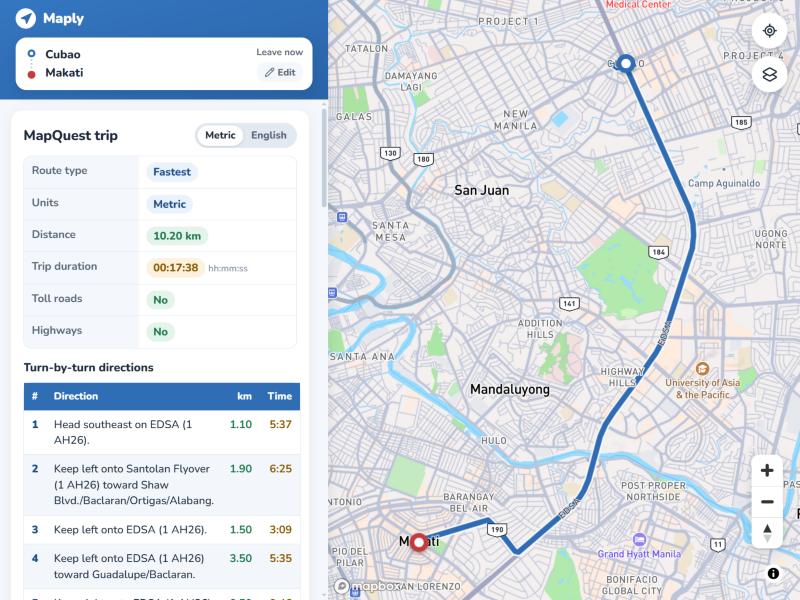 Maply
Cubao
Leave now
Makati
Edit
MapQuest trip
Metric
English
Route type
Fastest
Units
Metric
Distance
10.20 km
Trip duration
00:17:38
hh:mm:ss
Toll roads
No
Highways
No
Turn-by-turn directions
# Direction km Time
1 Head southeast on EDSA (1 1.10 5:37
AH26).
2 Keep left onto Santolan Flyover 1.90 6:25
(1 AH26) toward Shaw
Blvd./Baclaran/Ortigas/Alabang.
3 Keep left onto EDSA (1 AH26). 1.50 3:09
4 Keep left onto EDSA (1 AH26) 3.50 5:35
toward Guadalupe/Baclaran.
Medical Center
PROJECT 1
TATALON
PROJECT 4
DAMAYANG
LAGI
GALAS
NEW
MANILA
185
130
180
Camp Aguinaldo
San Juan
SANTA
MESA
UGONG
NORTE
184
141
ADDITION
HILLS
EDSA
SANTA ANA
HIGHWAY
HILLS
University of Asia
& the Pacific
Mandaluyong
HULO
POST PROPER
NORTHSIDE
BARANGAY
BEL-AIR
EDSA
190
11
PIO DEL
PILAR
Grand Hyatt Manila
mapbox
SAN LORENZO
BONIFACIO
GLOBAL CITY